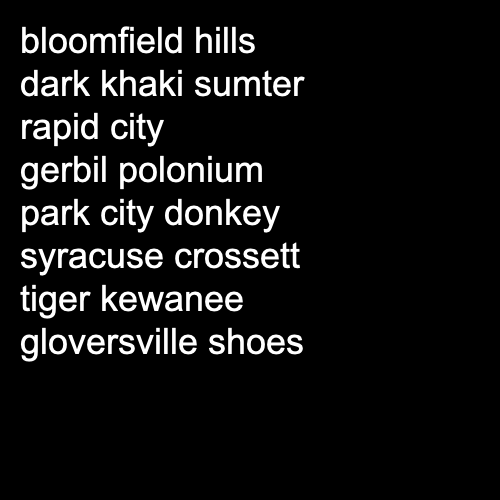 bloomfield hills
dark khaki sumter
rapid city
gerbil polonium
park city donkey
syracuse crossett
tiger kewanee
gloversville shoes